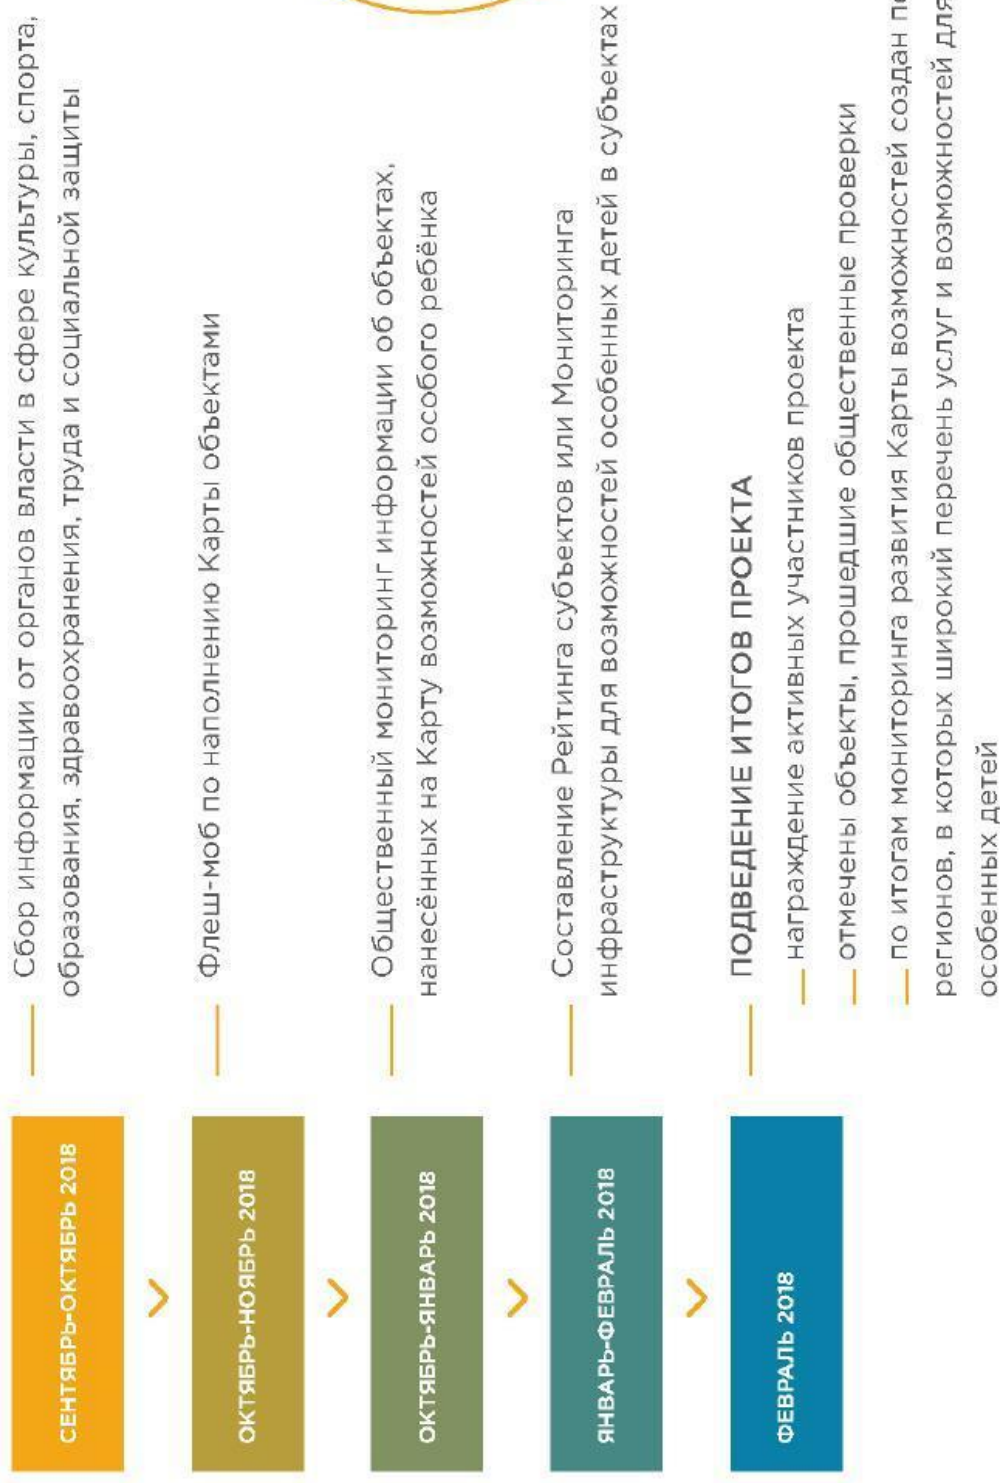 СЕНТЯБРЬ-ОКТЯБРЬ 2018
Сбор информации от органов власти в сфере культуры, спорта,
образования, здравоохранения, труда и социальной защиты
ОКТЯБРЬ-НОЯБРЬ 2018
Флеш-моб по наполнению Карты объектами
ОКТЯБРЬ-ЯНВАРЬ 2018
Общественный мониторинг информации об объектах,
нанесённых на Карту возможностей особого ребёнка
ЯНВАРЬ-ФЕВРАЛЬ 2018
Составление Рейтинга субъектов или Мониторинга
инфраструктуры для возможностей особенных детей в субъектах
ФЕВРАЛЬ 2018
ПОДВЕДЕНИЕ ИТОГОВ ПРОЕКТА
— награждение активных участников проекта
— отмечены объекты, прошедшие общественные проверки
— по итогам мониторинга развития Карты возможностей создан
регионов, в которых широкий перечень услуг и возможностей для
особенных детей